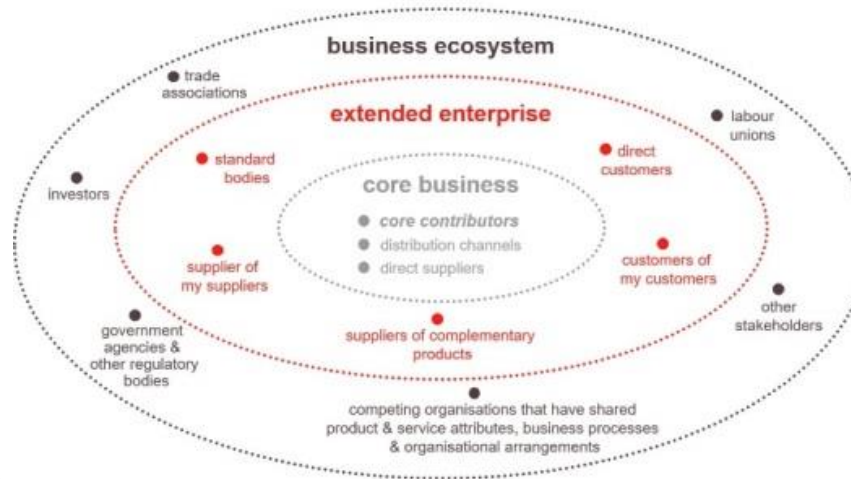 business ecosystem
trade
associations
extended enterprise
labour
unions
standard
bodies
direct
customers
investors
core business
core contributors
distribution channels
direct suppliers
supplier of
my suppliers
customers of
my customers
other
stakeholders
government
agencies &
other regulatory
bodies
suppliers of complementary
products
competing organisations that have shared
product & service attributes, business processes
& organisational arrangements